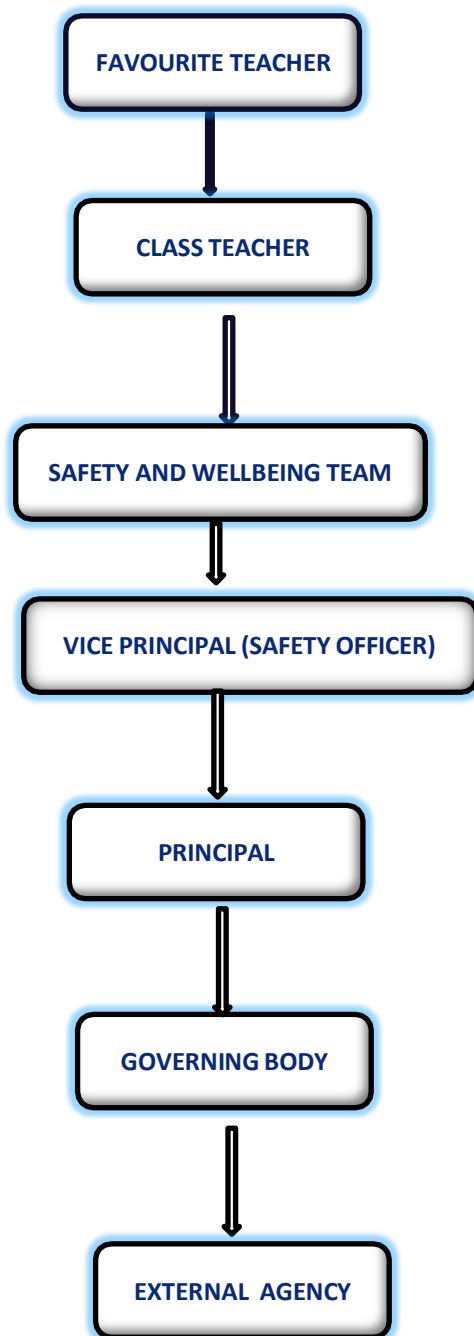 FAVOURITE TEACHER
CLASS TEACHER
SAFETY AND WELLBEING TEAM
VICE PRINCIPAL (SAFETY OFFICER)
PRINCIPAL
GOVERNING BODY
EXTERNAL AGENCY